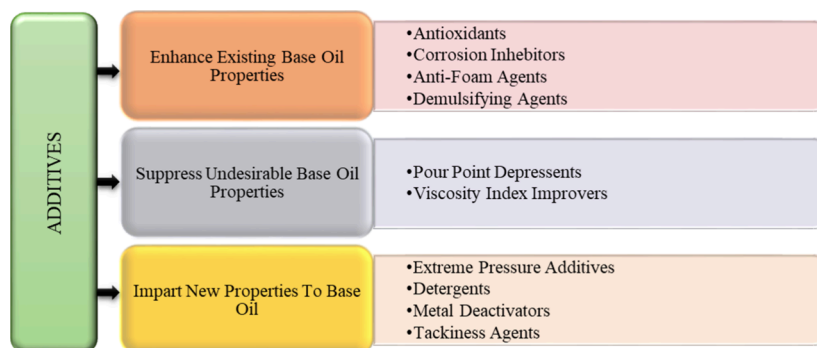 ADDITIVES
Enhance Existing Base Oil
Properties
•Antioxidants
•Corrosion Inhebitors
•Anti-Foam Agents
•Demulsifying Agents
Suppress Undesirable Base Oil
Properties
•Pour Point Depressents
•Viscosity Index Improvers
Impart New Properties To Base
Oil
•Extreme Pressure Additives
•Detergents
•Metal Deactivators
•Tackiness Agents